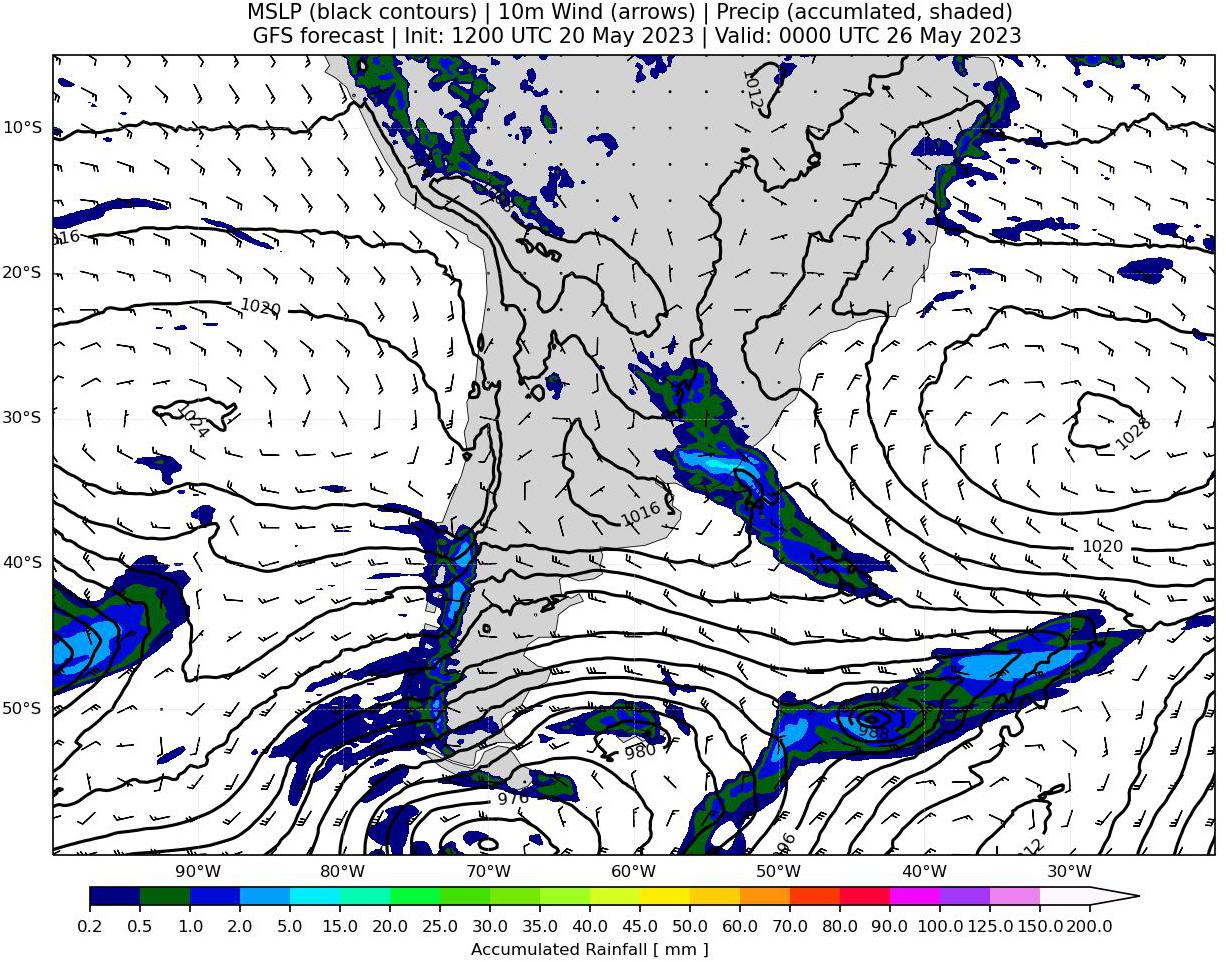 MSLP (black contours) | 10m Wind (arrows) | Precip (accumlated, shaded)
GFS forecast | Init: 1200 UTC 20 May 2023 | Valid: 0000 UTC 26 May 2023
1012
10°S
016
20°S
1020
1024
30°S
1028
1016
1020
40°S
50°S
988
980
976
90°W 80°W 70°W 60°W 50°W 40°W 30°W
0.2 0.5 1.0 2.0 5.0 10.0 15.0 20.0 25.0 30.0 35.0 40.0 45.0 50.0 60.0 70.0 80.0 90.0 100.0 125.0 150.0 200.0
Accumulated Rainfall [ mm ]